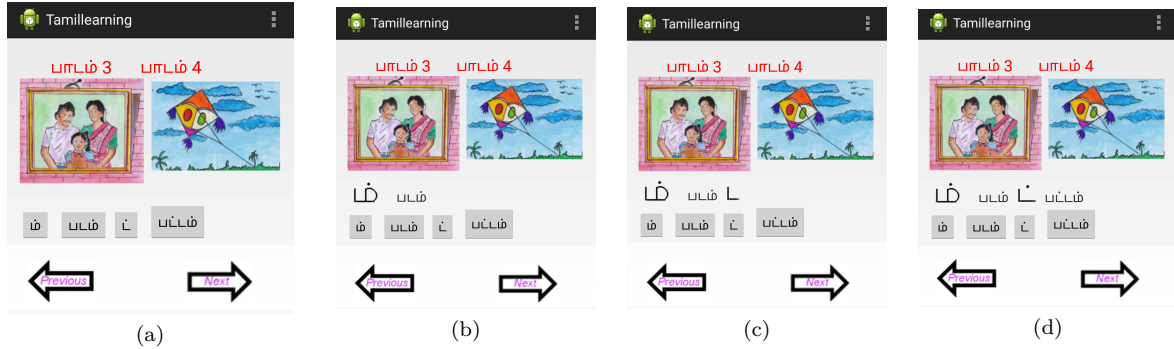 Tamillearning
பாடம் 3 பாடம் 4
ம் படம் ட் பட்டம்
Previous Next
(a)
Tamillearning
பாடம் 3 பாடம் 4
ம் படம்
ம் படம் ட் பட்டம்
Previous Next
(b)
Tamillearning
பாடம் 3 பாடம் 4
ம் படம் ட
ம் படம் ட் பட்டம்
Previous Next
(c)
Tamillearning
பாடம் 3 பாடம் 4
ம் படம் ட் பட்டம்
ம் படம் ட் பட்டம்
Previous Next
(d)